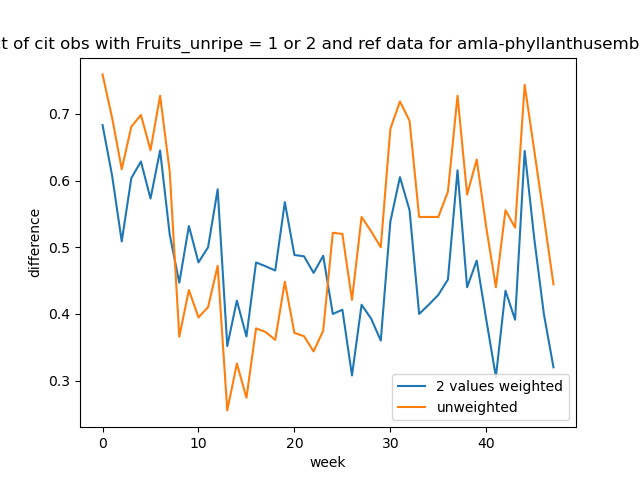 ct of cit obs with Fruits_unripe = 1 or 2 and ref data for amla-phyllanthusemb
0.7
0.6
0.5
0.4
0.3
difference
0 10 20 30 40
week
2 values weighted
unweighted